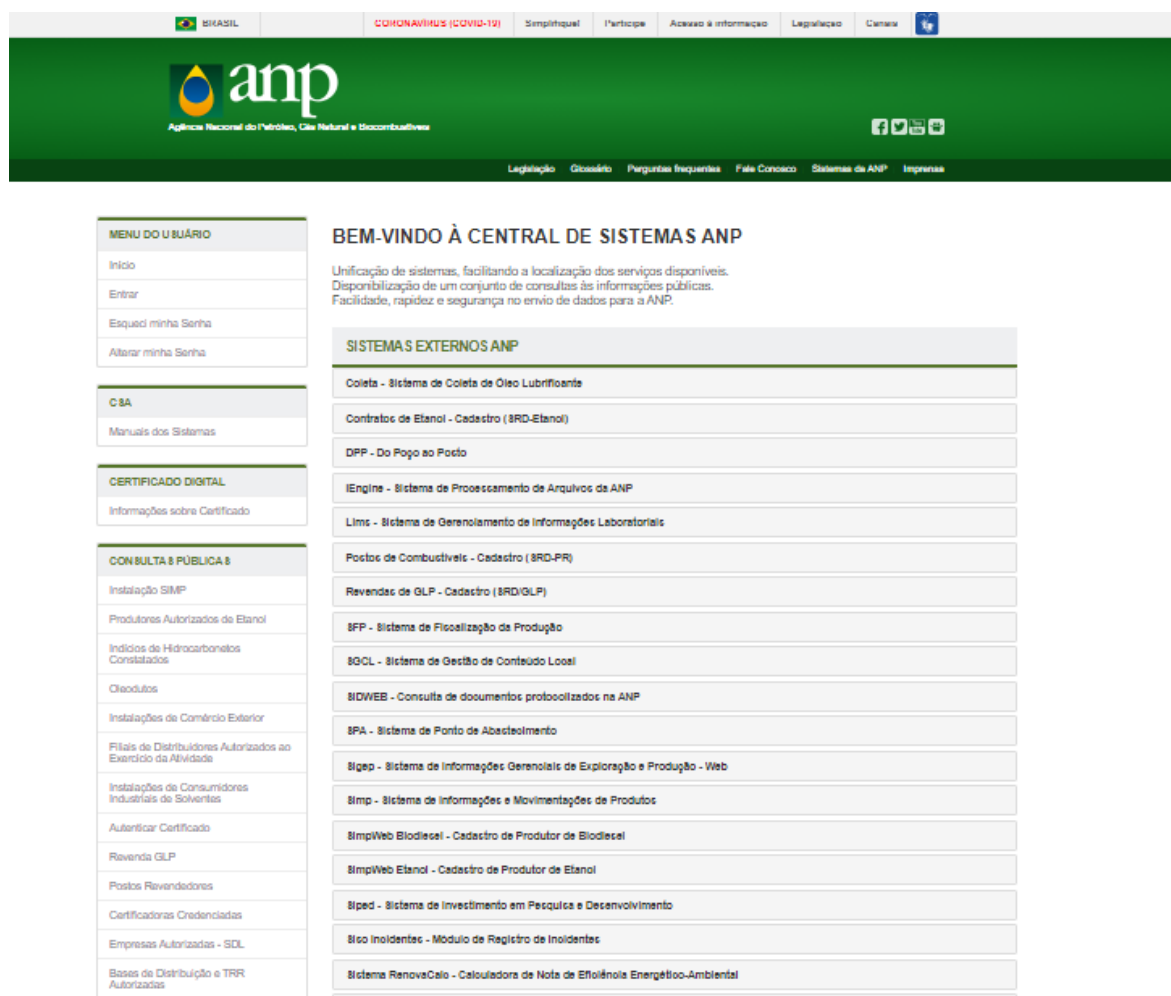 BRASIL
CORONAVÍRUS (COVID-19)
Simplifique!
Participe
Acesso à informação
Legislação
Canais
anp
Agência Nacional do Petróleo, Gás Natural e Biocombustíveis
Legislação
Glossário
Perguntas frequentes
Fale Conosco
Sistemas da ANP
Imprensa
MENU DO USUÁRIO
Início
Entrar
Esqueci minha Senha
Alterar minha Senha
CSA
Manuais dos Sistemas
CERTIFICADO DIGITAL
Informações sobre Certificado
CONSULTAS PÚBLICAS
Instalação SIMP
Produtores Autorizados de Etanol
Indícios de Hidrocarbonetos
Constatados
Oleodutos
Instalações de Comércio Exterior
Filiais de Distribuidores Autorizados ao
Exercício da Atividade
Instalações de Consumidores
Industriais de Solventes
Autenticar Certificado
Revenda GLP
Postos Revendedores
Certificadoras Credenciadas
Empresas Autorizadas - SDL
Bases de Distribuição e TRR
Autorizadas
BEM-VINDO À CENTRAL DE SISTEMAS ANP
Unificação de sistemas, facilitando a localização dos serviços disponíveis.
Disponibilização de um conjunto de consultas às informações públicas.
Facilidade, rapidez e segurança no envio de dados para a ANP.
SISTEMAS EXTERNOS ANP
Coleta - Sistema de Coleta de Óleo Lubrificante
Contratos de Etanol - Cadastro (SRD-Etanol)
DPP - Do Poço ao Posto
IEngine - Sistema de Processamento de Arquivos da ANP
Lims - Sistema de Gerenciamento de Informações Laboratoriais
Postos de Combustíveis - Cadastro (SRD-PR)
Revendas de GLP - Cadastro (SRD/GLP)
SFP - Sistema de Fiscalização da Produção
SGCL - Sistema de Gestão de Conteúdo Local
SIDWEB - Consulta de documentos protocolizados na ANP
SPA - Sistema de Ponto de Abastecimento
Sigep - Sistema de Informações Gerenciais de Exploração e Produção - Web
Simp - Sistema de Informações e Movimentações de Produtos
SimpWeb Biodiesel - Cadastro de Produtor de Biodiesel
SimpWeb Etanol - Cadastro de Produtor de Etanol
Siped - Sistema de Investimento em Pesquisa e Desenvolvimento
Siso Incidentes - Módulo de Registro de Incidentes
Sistema RenovaCalc - Calculadora de Nota de Eficiência Energético-Ambiental